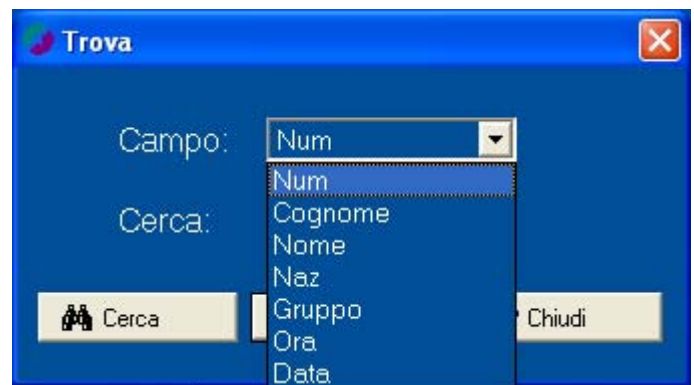 Trova
Campo: Num
Num
Cognome
Cerca:
Nome
Naz
Gruppo
Cerca
Chiudi
Ora
Data